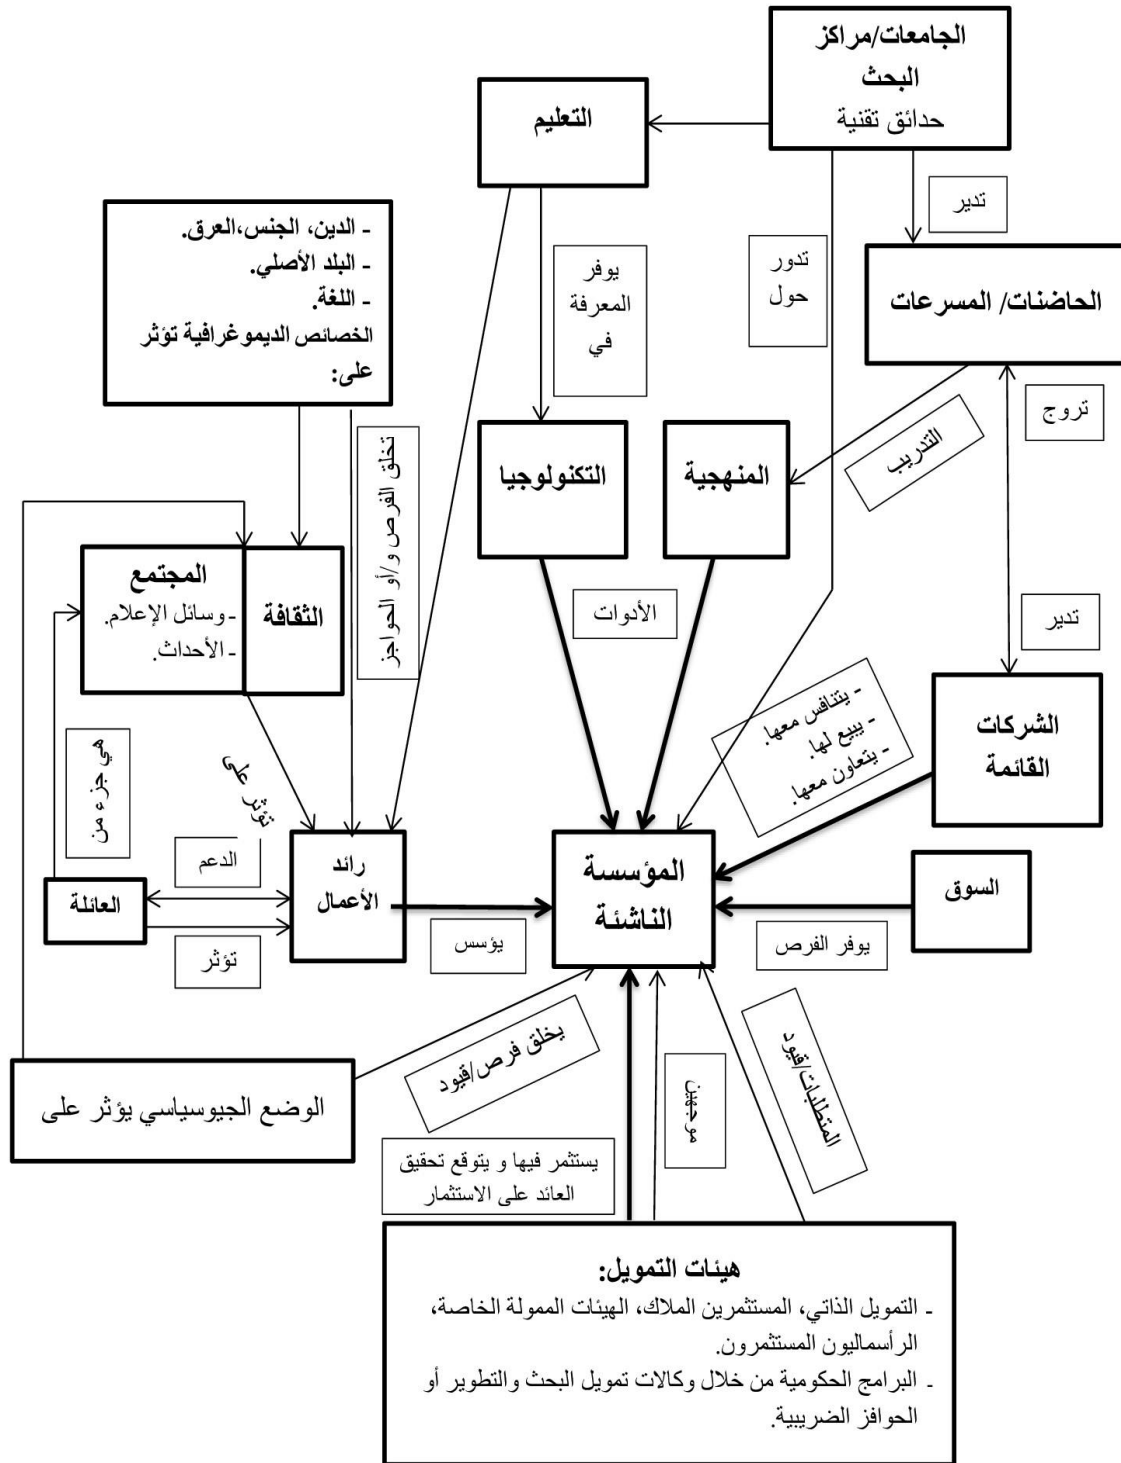 الجامعات/مراكز
البحث
حدائق تقنية
التعليم
تدير
- الدين، الجنس،العرق.
- البلد الأصلي.
- اللغة.
الخصائص الديموغرافية تؤثر
على:
يوفر
المعرفة
في
تدور
حول
الحاضنات/ المسرعات
تروج
التدريب
تخلق الفرص و/أو الحواجز
التكنولوجيا
المنهجية
المجتمع
- وسائل الإعلام.
- الأحداث.
الثقافة
الأدوات
تدير
الشركات
القائمة
- يتنافس معها.
- يبيع لها.
- يتعاون معها.
هي جزء من
تؤثر على
الدعم
العائلة
تؤثر
رائد
الأعمال
يؤسس
المؤسسة
الناشئة
السوق
يوفر الفرص
يخلق فرص/قيود
موجهين
المتطلبات/قيود
الوضع الجيوسياسي يؤثر على
يستثمر فيها و يتوقع تحقيق
العائد على الاستثمار
هيئات التمويل:
- التمويل الذاتي، المستثمرين الملاك، الهيئات الممولة الخاصة،
الرأسماليون المستثمرون.
- البرامج الحكومية من خلال وكالات تمويل البحث والتطوير أو
الحوافز الضريبية.